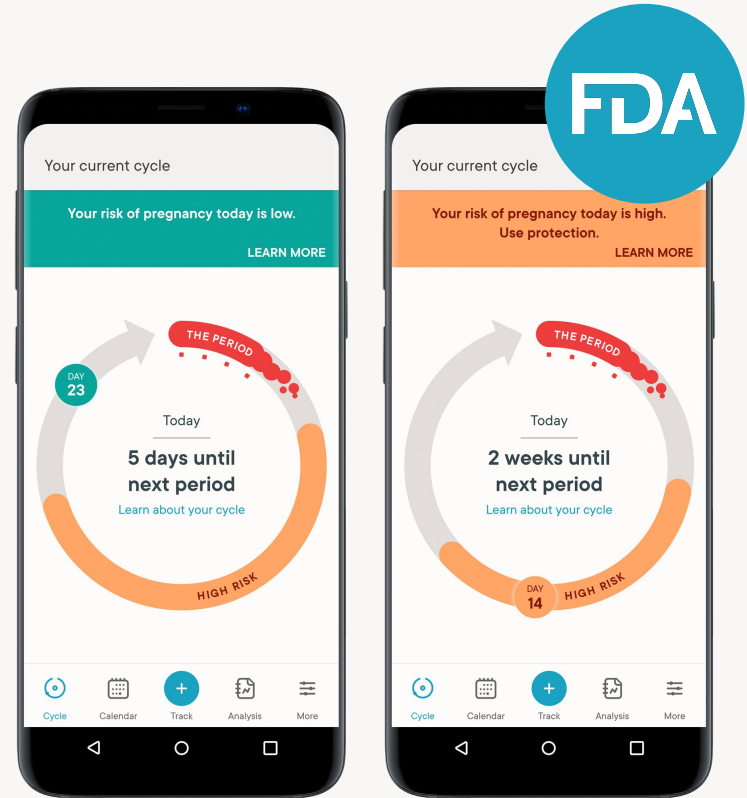 FDA
Your current cycle
Your risk of pregnancy today is low.
LEARN MORE
THE PERIOD
DAY
23
Today
5 days until
next period
Learn about your cycle
HIGH RISK
Cycle
Calendar
Track
Analysis
More
Your current cycle
Your risk of pregnancy today is high.
Use protection.
LEARN MORE
THE PERIOD
Today
2 weeks until
next period
Learn about your cycle
DAY
14
HIGH RISK
Cycle
Calendar
Track
Analysis
More